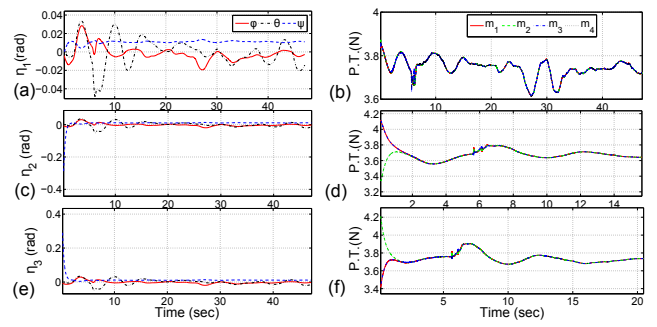 φ θ ψ
m1 m2 m3 m4
0.04
0.02
0
−0.02
−0.04
η1(rad)
(a)
10 20 30 40
4
3.8
3.6
P.T.(N)
(b)
10 20 30 40
0
−0.2
−0.4
η2 (rad)
(c)
10 20 30 40
4.2
4
3.8
3.6
3.4
P.T.(N)
(d)
2 4 6 8 10 12 14
0.4
0.2
0
η3 (rad)
(e)
10 20 30 40
Time (sec)
4.2
4
3.8
3.6
3.4
P.T.(N)
(f)
5 10 15 20
Time (sec)